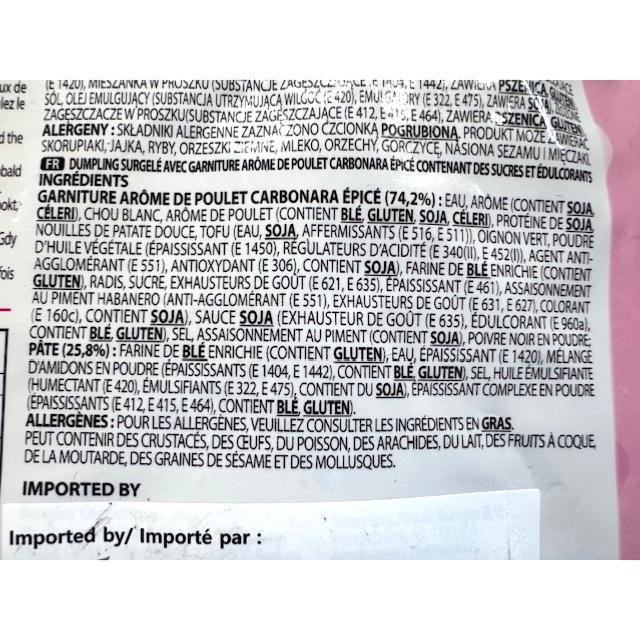 ux de
lez le
d the
bald
okt,
Gdy
fois
(E 1420), MIESZANKA W PROSZKU (SUBSTANCJE E 1404, E 1442), ZAWIERA PSZENICA, GLUTEN
SÓL, OLEJ EMULGUJĄCY (SUBSTANCJA UTRZYMUJĄCA WILGOĆ (E 420), EMULGATORY (E 322, E 475), ZAWIERA
ZAGĘSZCZACZE W PROSZKU (SUBSTANCJE ZAGĘSZCZAJĄCE (E 412, E 415, E 464), ZAWIERA PSZENICA, GLUTEN
ALERGENY : SKŁADNIKI ALERGENNE ZAZNACZONO CZCIONKĄ POGRUBIONĄ. PRODUKT MOŻE ZAWIERAĆ
SKORUPIAKI, JAJKA, RYBY, ORZESZKI ZIEMNE, MLEKO, ORZECHY, GORCZYCĘ, NASIONA SEZAMU I MIĘCZAKI.
FR DUMPLING SURGELÉ AVEC GARNITURE ARÔME DE POULET CARBONARA ÉPICÉ CONTENANT DES SUCRES ET ÉDULCORANTS
INGRÉDIENTS
GARNITURE ARÔME DE POULET CARBONARA ÉPICÉ (74,2%) : EAU, ARÔME (CONTIENT SOJA,
CÉLERI), CHOU BLANC, ARÔME DE POULET (CONTIENT BLÉ, GLUTEN, SOJA, CÉLERI), PROTÉINE DE SOJA,
NOUILLES DE PATATE DOUCE, TOFU (EAU, SOJA, AFFERMISSANTS (E 516, E 511)), OIGNON VERT, POUDRE
D'HUILE VÉGÉTALE (ÉPAISSISSANT (E 1450), RÉGULATEURS D'ACIDITÉ (E 340(II), E 452(I)), AGENT ANTI-
AGGLOMÉRANT (E 551), ANTIOXYDANT (E 306), CONTIENT SOJA), FARINE DE BLÉ ENRICHIE (CONTIENT
GLUTEN), RADIS, SUCRE, EXHAUSTEURS DE GOÛT (E 621, E 635), ÉPAISSISSANT (E 461), ASSAISONNEMENT
AU PIMENT HABANERO (ANTI-AGGLOMÉRANT (E 551), EXHAUSTEURS DE GOÛT (E 631, E 627), COLORANT
(E 160c), CONTIENT SOJA), SAUCE SOJA (EXHAUSTEUR DE GOÛT (E 635), ÉDULCORANT (E 960a),
CONTIENT BLÉ, GLUTEN), SEL, ASSAISONNEMENT AU PIMENT (CONTIENT SOJA), POIVRE NOIR EN POUDRE;
PÂTE (25,8%) : FARINE DE BLÉ ENRICHIE (CONTIENT GLUTEN), EAU, ÉPAISSISSANT (E 1420), MÉLANGE
D'AMIDONS EN POUDRE (ÉPAISSISSANTS (E 1404, E 1442), CONTIENT BLÉ, GLUTEN), SEL, HUILE ÉMULSIFIANTE
(HUMECTANT (E 420), ÉMULSIFIANTS (E 322, E 475), CONTIENT DU SOJA), ÉPAISSISSANT COMPLEXE EN POUDRE
(ÉPAISSISSANTS (E 412, E 415, E 464), CONTIENT BLÉ, GLUTEN).
ALLERGÈNES : POUR LES ALLERGÈNES, VEUILLEZ CONSULTER LES INGRÉDIENTS EN GRAS.
PEUT CONTENIR DES CRUSTACÉS, DES ŒUFS, DU POISSON, DES ARACHIDES, DU LAIT, DES FRUITS À COQUE,
DE LA MOUTARDE, DES GRAINES DE SÉSAME ET DES MOLLUSQUES.
IMPORTED BY
Imported by/ Importé par :